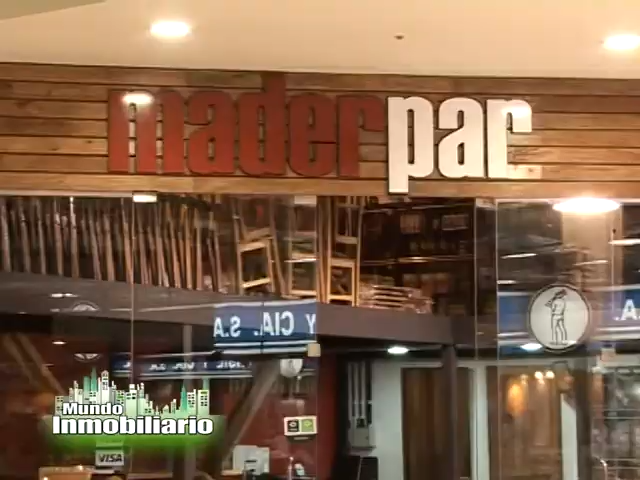 maderpar
Y CIA. S.A
A.
Mundo
Inmobiliario
VISA